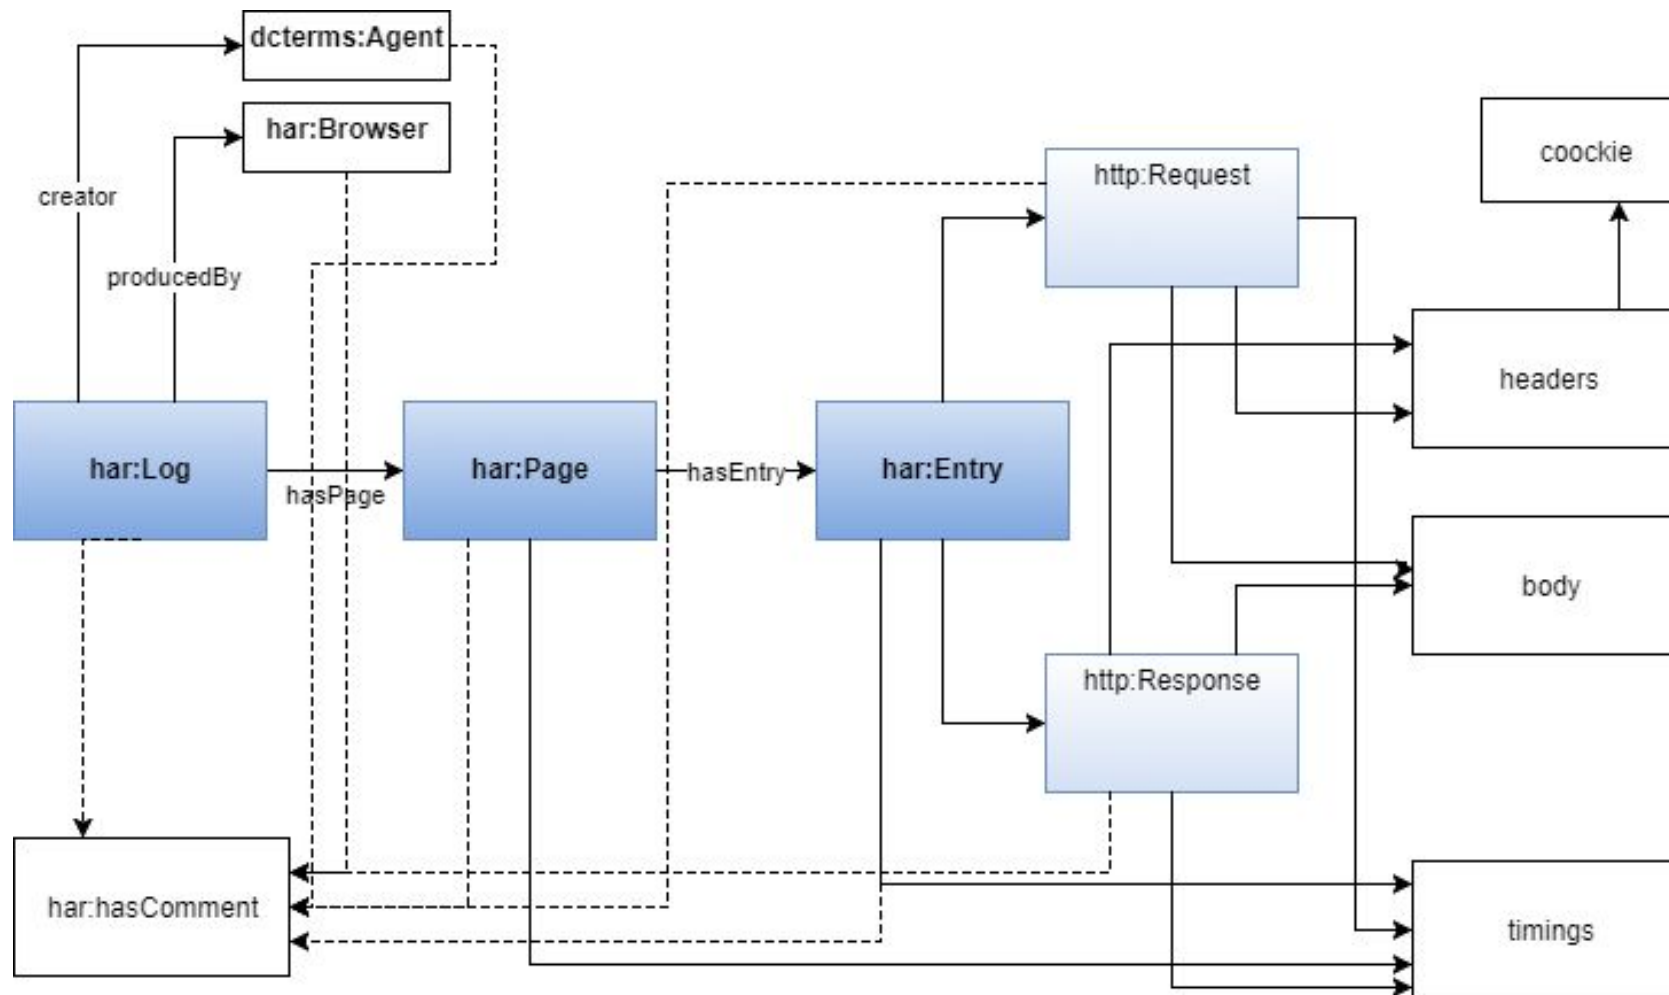 dcterms:Agent
har:Browser
coockie
http:Request
creator
producedBy
headers
har:Log
har:Page
hasEntry
har:Entry
hasPage
body
http:Response
har:hasComment
timings